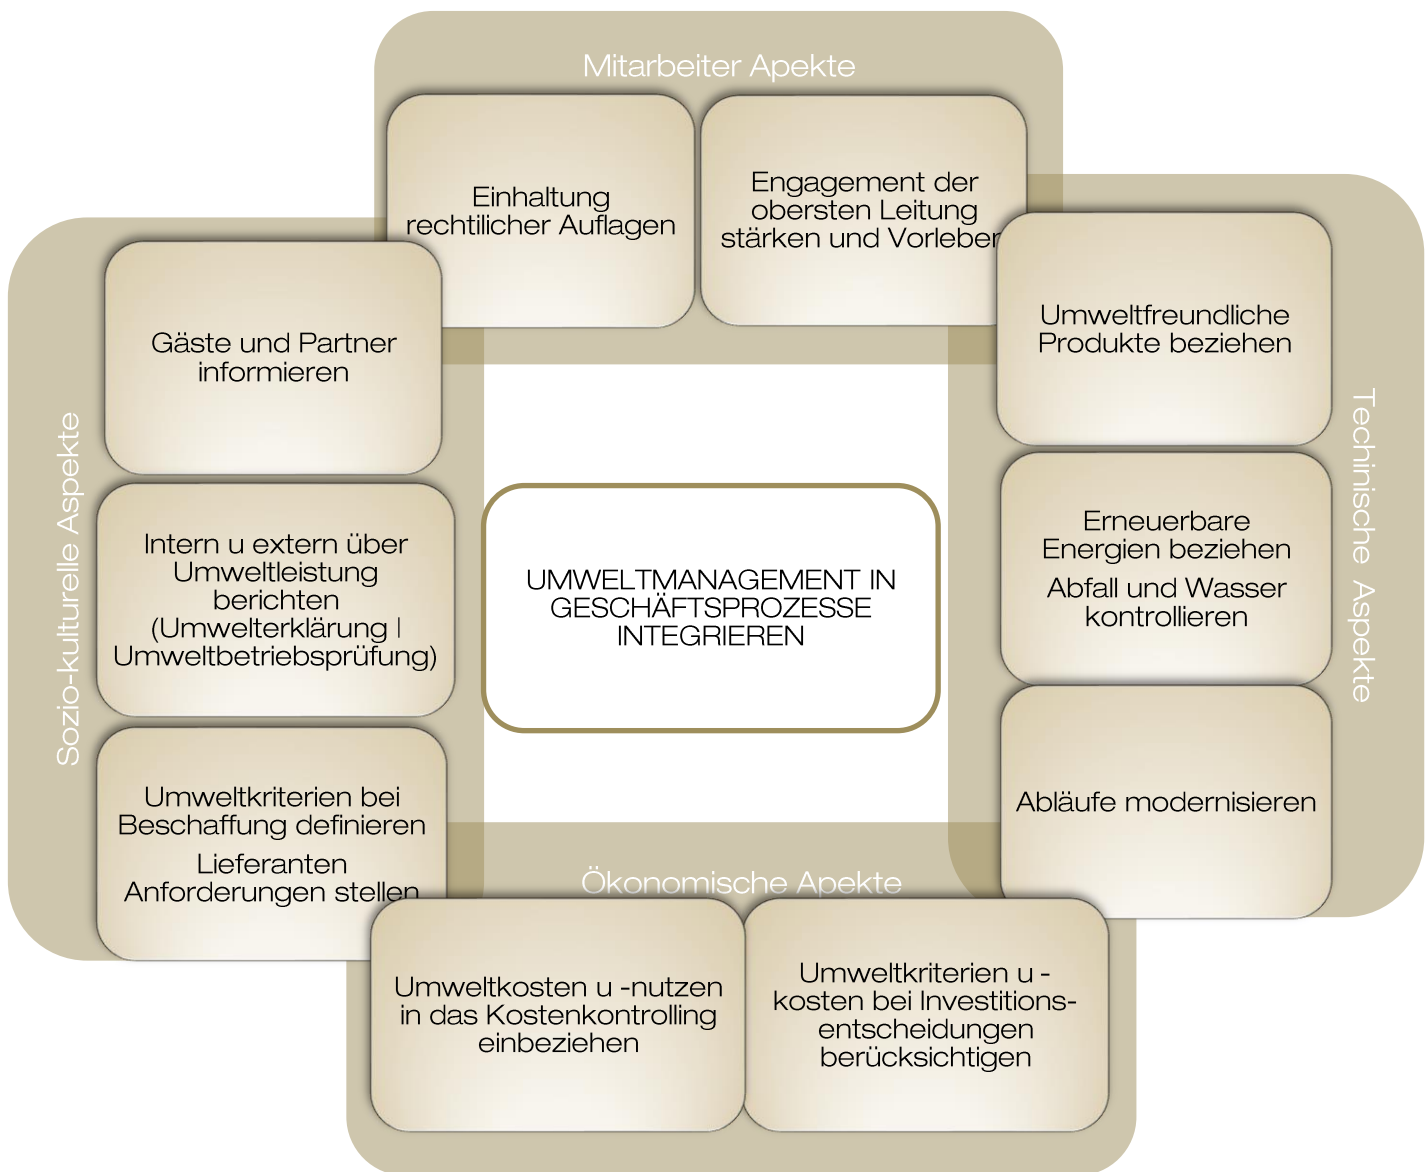 Mitarbeiter Apekte
Einhaltung
rechtilicher Auflagen
Engagement der
obersten Leitung
stärken und Vorleben
Techinische Aspekte
Umweltfreundliche
Produkte beziehen
Erneuerbare
Energien beziehen
Abfall und Wasser
kontrollieren
Abläufe modernisieren
Sozio-kulturelle Aspekte
Gäste und Partner
informieren
Intern u extern über
Umweltleistung
berichten
(Umwelterklärung |
Umweltbetriebsprüfung)
Umweltkriterien bei
Beschaffung definieren
Lieferanten
Anforderungen stellen
UMWELTMANAGEMENT IN
GESCHÄFTSPROZESSE
INTEGRIEREN
Ökonomische Apekte
Umweltkosten u -nutzen
in das Kostenkontrolling
einbeziehen
Umweltkriterien u -
kosten bei Investitions-
entscheidungen
berücksichtigen